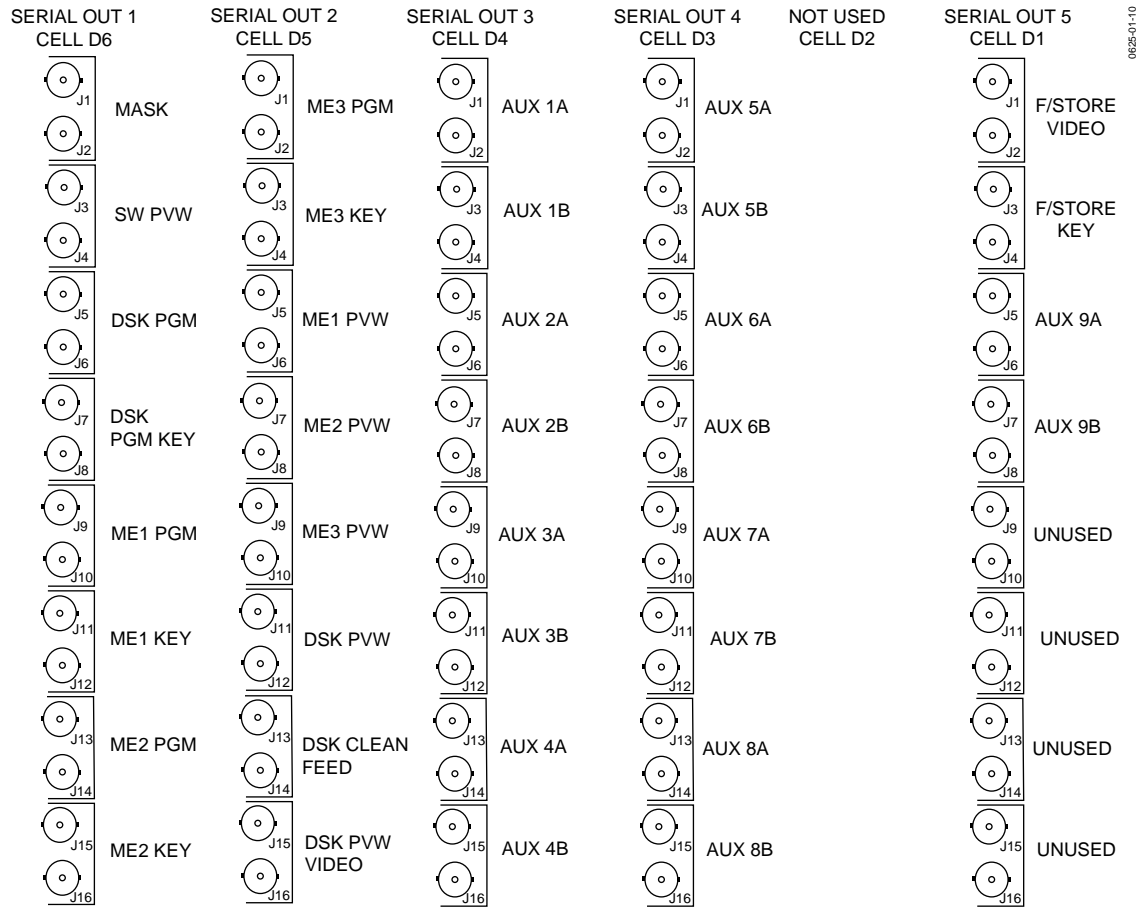 SERIAL OUT 1
CELL D6
J1
MASK
J2
J3
SW PVW
J4
J5
DSK PGM
J6
J7
DSK
PGM KEY
J8
J9
ME1 PGM
J10
J11
ME1 KEY
J12
J13
ME2 PGM
J14
J15
ME2 KEY
J16
SERIAL OUT 2
CELL D5
J1
ME3 PGM
J2
J3
ME3 KEY
J4
J5
ME1 PVW
J6
J7
ME2 PVW
J8
J9
ME3 PVW
J10
J11
DSK PVW
J12
J13
DSK CLEAN
FEED
J14
J15
DSK PVW
VIDEO
J16
SERIAL OUT 3
CELL D4
J1
AUX 1A
J2
J3
AUX 1B
J4
J5
AUX 2A
J6
J7
AUX 2B
J8
J9
AUX 3A
J10
J11
AUX 3B
J12
J13
AUX 4A
J14
J15
AUX 4B
J16
SERIAL OUT 4
CELL D3
J1
AUX 5A
J2
J3
AUX 5B
J4
J5
AUX 6A
J6
J7
AUX 6B
J8
J9
AUX 7A
J10
J11
AUX 7B
J12
J13
AUX 8A
J14
J15
AUX 8B
J16
NOT USED
CELL D2
SERIAL OUT 5
CELL D1
J1
F/STORE
VIDEO
J2
J3
F/STORE
KEY
J4
J5
AUX 9A
J6
J7
AUX 9B
J8
J9
UNUSED
J10
J11
UNUSED
J12
J13
UNUSED
J14
J15
UNUSED
J16
0625-01-10